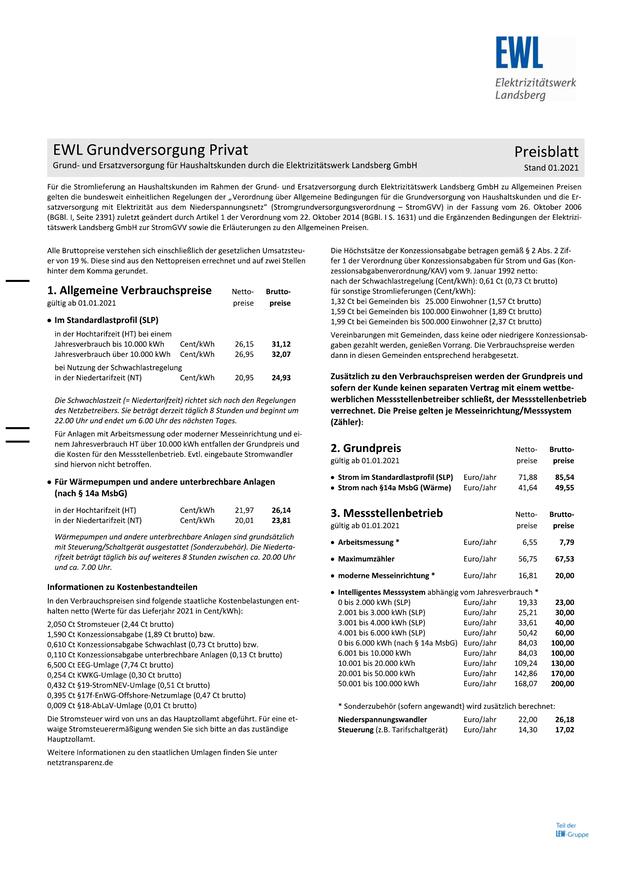 EWL
Elektrizitätswerk
Landsberg
EWL Grundversorgung Privat
Preisblatt
Grund- und Ersatzversorgung für Haushaltskunden durch die Elektrizitätswerk Landsberg GmbH
Stand 01.2021
Für die Stromlieferung an Haushaltskunden im Rahmen der Grund- und Ersatzversorgung durch Elektrizitätswerk Landsberg GmbH zu Allgemeinen Preisen
gelten die bundesweit einheitlichen Regelungen der „Verordnung über Allgemeine Bedingungen für die Grundversorgung von Haushaltskunden und die Er-
satzversorgung mit Elektrizität aus dem Niederspannungsnetz" (Stromgrundversorgungsverordnung – StromGVV) in der Fassung vom 26. Oktober 2006
(BGBl. I, Seite 2391) zuletzt geändert durch Artikel 1 der Verordnung vom 22. Oktober 2014 (BGBl. I S. 1631) und die Ergänzenden Bedingungen der Elektrizi-
tätswerk Landsberg GmbH zur StromGVV sowie die Erläuterungen zu den Allgemeinen Preisen.
Alle Bruttopreise verstehen sich einschließlich der gesetzlichen Umsatzsteu-
er von 19 %. Diese sind aus den Nettopreisen errechnet und auf zwei Stellen
hinter dem Komma gerundet.
1. Allgemeine Verbrauchspreise Netto- Brutto-
gültig ab 01.01.2021 preise preise
• Im Standardlastprofil (SLP)
in der Hochtarifzeit (HT) bei einem
Jahresverbrauch bis 10.000 kWh Cent/kWh 26,15 31,12
Jahresverbrauch über 10.000 kWh Cent/kWh 26,95 32,07
bei Nutzung der Schwachlastregelung
in der Niedertarifzeit (NT) Cent/kWh 20,95 24,93
Die Schwachlastzeit (= Niedertarifzeit) richtet sich nach den Regelungen
des Netzbetreibers. Sie beträgt derzeit täglich 8 Stunden und beginnt um
22.00 Uhr und endet um 6.00 Uhr des nächsten Tages.
Für Anlagen mit Arbeitsmessung oder moderner Messeinrichtung und ei-
nem Jahresverbrauch HT über 10.000 kWh entfallen der Grundpreis und
die Kosten für den Messstellenbetrieb. Evtl. eingebaute Stromwandler
sind hiervon nicht betroffen.
• Für Wärmepumpen und andere unterbrechbare Anlagen
(nach § 14a MsbG)
in der Hochtarifzeit (HT) Cent/kWh 21,97 26,14
in der Niedertarifzeit (NT) Cent/kWh 20,01 23,81
Wärmepumpen und andere unterbrechbare Anlagen sind grundsätzlich
mit Steuerung/Schaltgerät ausgestattet (Sonderzubehör). Die Niederta-
rifzeit beträgt täglich bis auf weiteres 8 Stunden zwischen ca. 20.00 Uhr
und ca. 7.00 Uhr.
Informationen zu Kostenbestandteilen
In den Verbrauchspreisen sind folgende staatliche Kostenbelastungen ent-
halten netto (Werte für das Lieferjahr 2021 in Cent/kWh):
2,050 Ct Stromsteuer (2,44 Ct brutto)
1,590 Ct Konzessionsabgabe (1,89 Ct brutto) bzw.
0,610 Ct Konzessionsabgabe Schwachlast (0,73 Ct brutto) bzw.
0,110 Ct Konzessionsabgabe unterbrechbare Anlagen (0,13 Ct brutto)
6,500 Ct EEG-Umlage (7,74 Ct brutto)
0,254 Ct KWKG-Umlage (0,30 Ct brutto)
0,432 Ct §19-StromNEV-Umlage (0,51 Ct brutto)
0,395 Ct §17f-EnWG-Offshore-Netzumlage (0,47 Ct brutto)
0,009 Ct §18-AbLaV-Umlage (0,01 Ct brutto)
Die Stromsteuer wird von uns an das Hauptzollamt abgeführt. Für eine et-
waige Stromsteuerermäßigung wenden Sie sich bitte an das zuständige
Hauptzollamt.
Weitere Informationen zu den staatlichen Umlagen finden Sie unter
netztransparenz.de
Die Höchstsätze der Konzessionsabgabe betragen gemäß § 2 Abs. 2 Zif-
fer 1 der Verordnung über Konzessionsabgaben für Strom und Gas (Kon-
zessionsabgabenverordnung/KAV) vom 9. Januar 1992 netto:
nach der Schwachlastregelung (Cent/kWh): 0,61 Ct (0,73 Ct brutto)
für sonstige Stromlieferungen (Cent/kWh):
1,32 Ct bei Gemeinden bis 25.000 Einwohner (1,57 Ct brutto)
1,59 Ct bei Gemeinden bis 100.000 Einwohner (1,89 Ct brutto)
1,99 Ct bei Gemeinden bis 500.000 Einwohner (2,37 Ct brutto)
Vereinbarungen mit Gemeinden, dass keine oder niedrigere Konzessionsab-
gaben gezahlt werden, genießen Vorrang. Die Verbrauchspreise werden
dann in diesen Gemeinden entsprechend herabgesetzt.
Zusätzlich zu den Verbrauchspreisen werden der Grundpreis und
sofern der Kunde keinen separaten Vertrag mit einem wettbe-
werblichen Messstellenbetreiber schließt, der Messstellenbetrieb
verrechnet. Die Preise gelten je Messeinrichtung/Messsystem
(Zähler):
2. Grundpreis Netto- Brutto-
gültig ab 01.01.2021 preise preise
• Strom im Standardlastprofil (SLP) Euro/Jahr 71,88 85,54
• Strom nach §14a MsbG (Wärme) Euro/Jahr 41,64 49,55
3. Messstellenbetrieb Netto- Brutto-
gültig ab 01.01.2021 preise preise
• Arbeitsmessung * Euro/Jahr 6,55 7,79
• Maximumzähler Euro/Jahr 56,75 67,53
• moderne Messeinrichtung * Euro/Jahr 16,81 20,00
• Intelligentes Messsystem abhängig vom Jahresverbrauch *
0 bis 2.000 kWh (SLP) Euro/Jahr 19,33 23,00
2.001 bis 3.000 kWh (SLP) Euro/Jahr 25,21 30,00
3.001 bis 4.000 kWh (SLP) Euro/Jahr 33,61 40,00
4.001 bis 6.000 kWh (SLP) Euro/Jahr 50,42 60,00
0 bis 6.000 kWh (nach § 14a MsbG) Euro/Jahr 84,03 100,00
6.001 bis 10.000 kWh Euro/Jahr 84,03 100,00
10.001 bis 20.000 kWh Euro/Jahr 109,24 130,00
20.001 bis 50.000 kWh Euro/Jahr 142,86 170,00
50.001 bis 100.000 kWh Euro/Jahr 168,07 200,00
* Sonderzubehör (sofern angewandt) wird zusätzlich berechnet:
Niederspannungswandler Euro/Jahr 22,00 26,18
Steuerung (z.B. Tarifschaltgerät) Euro/Jahr 14,30 17,02
Teil der
LEW-Gruppe